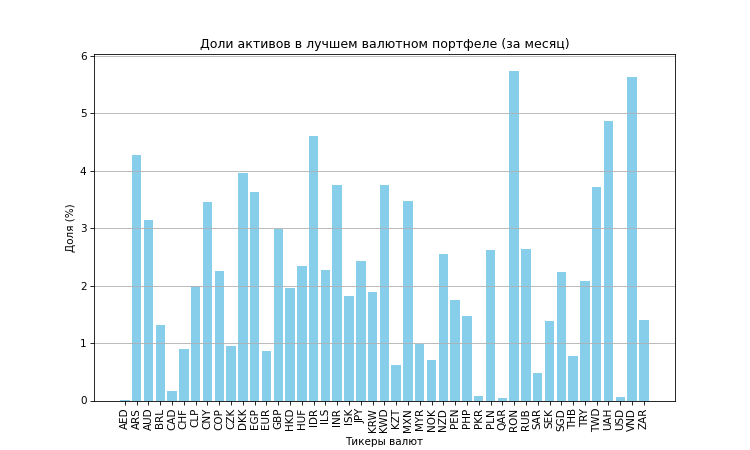 Доли активов в лучшем валютном портфеле (за месяц)
6
5
4
3
2
1
0
Доля (%)
AED ARS AUD BRL CAD CHF CLP CNY COP CZK DKK EGP EUR GBP HKD HUF IDR ILS INR ISK JPY KRW KWD KZT MXN MYR NOK NZD PEN PHP PKR PLN QAR RON RUB SAR SEK SGD THB TRY TWD UAH USD VND ZAR
Тикеры валют